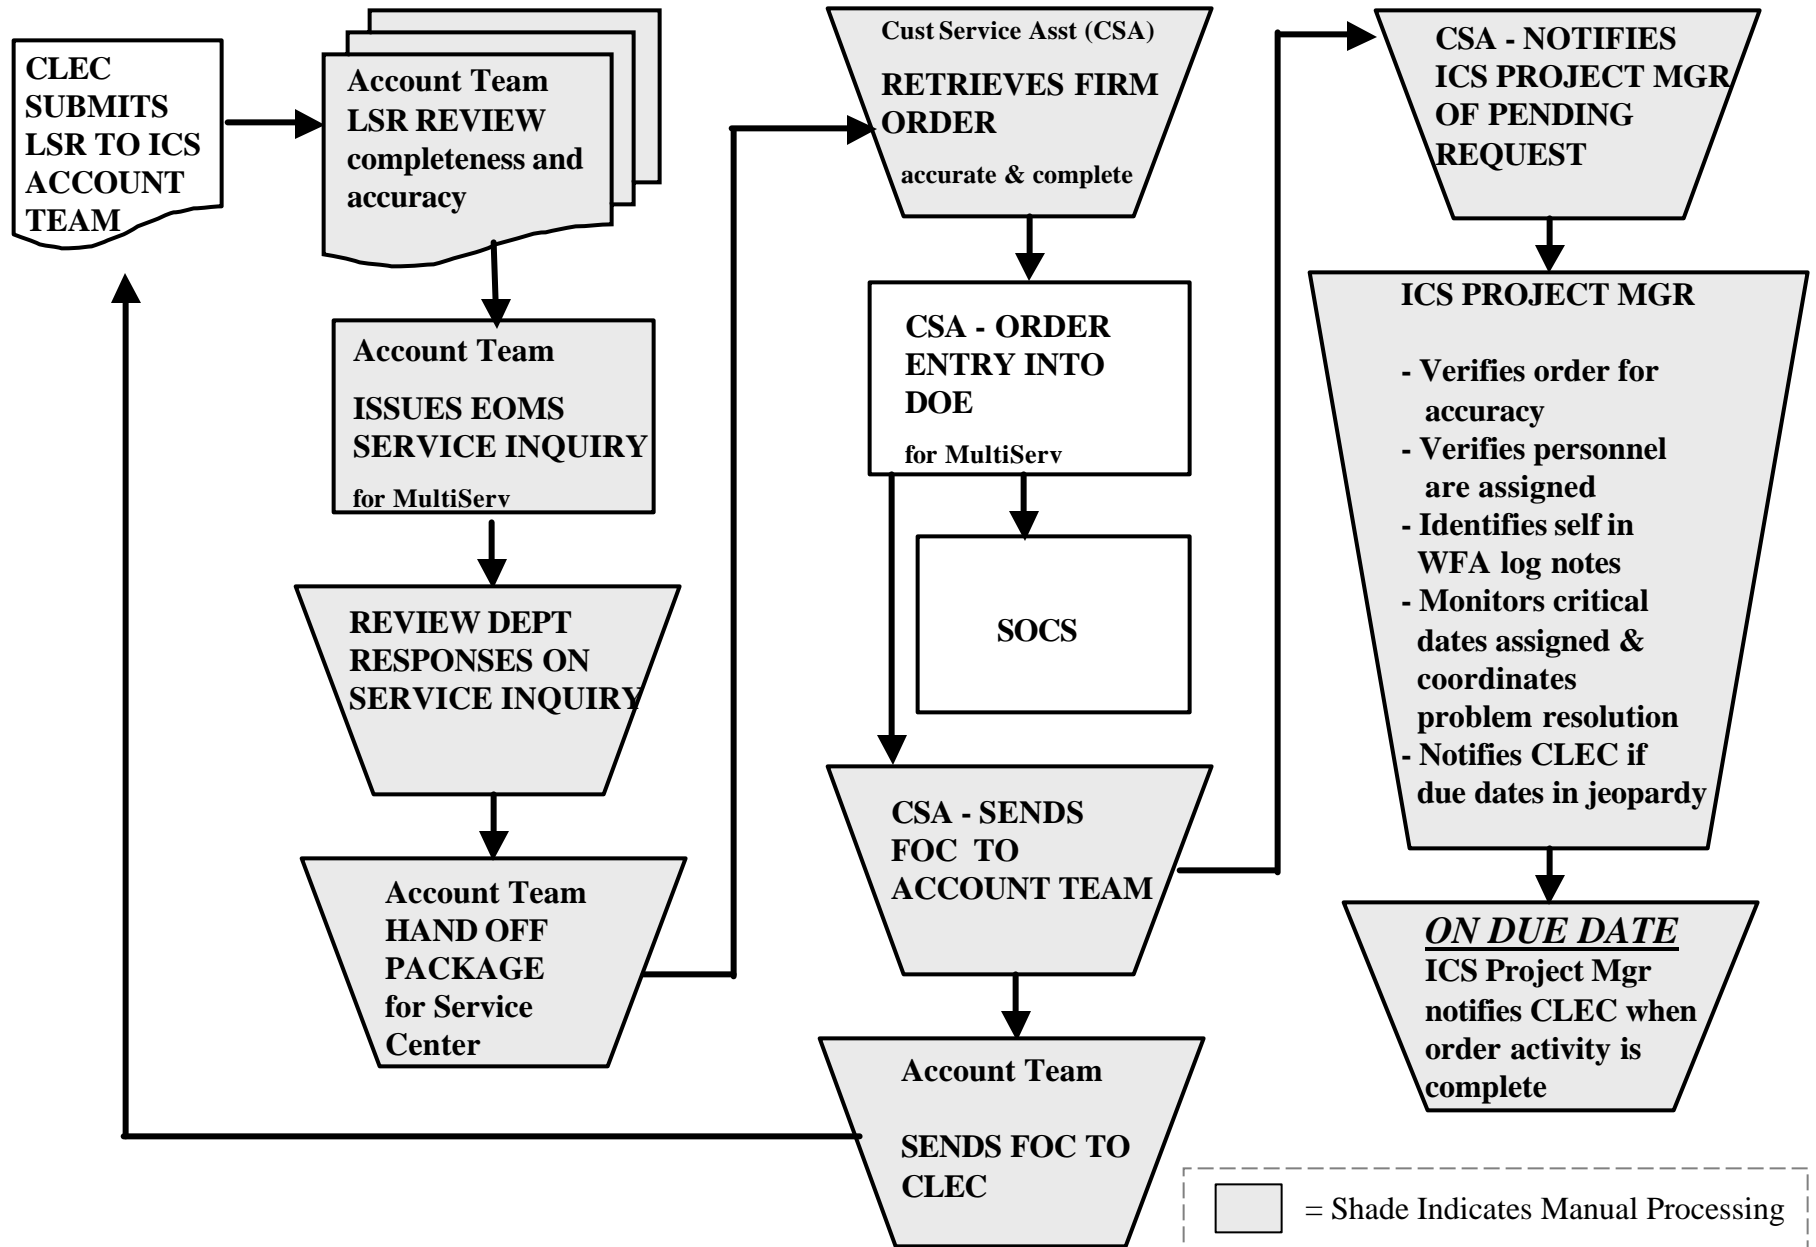 CLEC
SUBMITS
LSR TO ICS
ACCOUNT
TEAM
Account Team
LSR REVIEW
completeness and
accuracy
Account Team
ISSUES EOMS
SERVICE INQUIRY
for MultiServ
REVIEW DEPT
RESPONSES ON
SERVICE INQUIRY
Account Team
HAND OFF
PACKAGE
for Service
Center
Cust Service Asst (CSA)
RETRIEVES FIRM
ORDER
accurate & complete
CSA - ORDER
ENTRY INTO
DOE
for MultiServ
SOCS
CSA - SENDS
FOC TO
ACCOUNT TEAM
Account Team
SENDS FOC TO
CLEC
CSA - NOTIFIES
ICS PROJECT MGR
OF PENDING
REQUEST
ICS PROJECT MGR
- Verifies order for
accuracy
- Verifies personnel
are assigned
- Identifies self in
WFA log notes
- Monitors critical
dates assigned &
coordinates
problem resolution
- Notifies CLEC if
due dates in jeopardy
ON DUE DATE
ICS Project Mgr
notifies CLEC when
order activity is
complete
= Shade Indicates Manual Processing